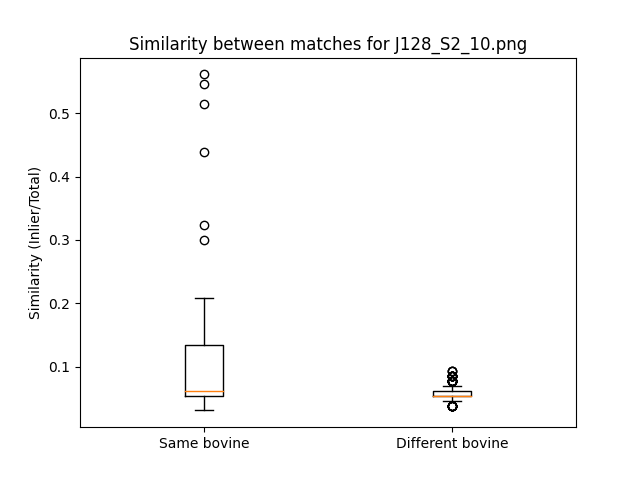 Similarity between matches for J128_S2_10.png
Similarity (Inlier/Total)
0.5
0.4
0.3
0.2
0.1
Same bovine
Different bovine